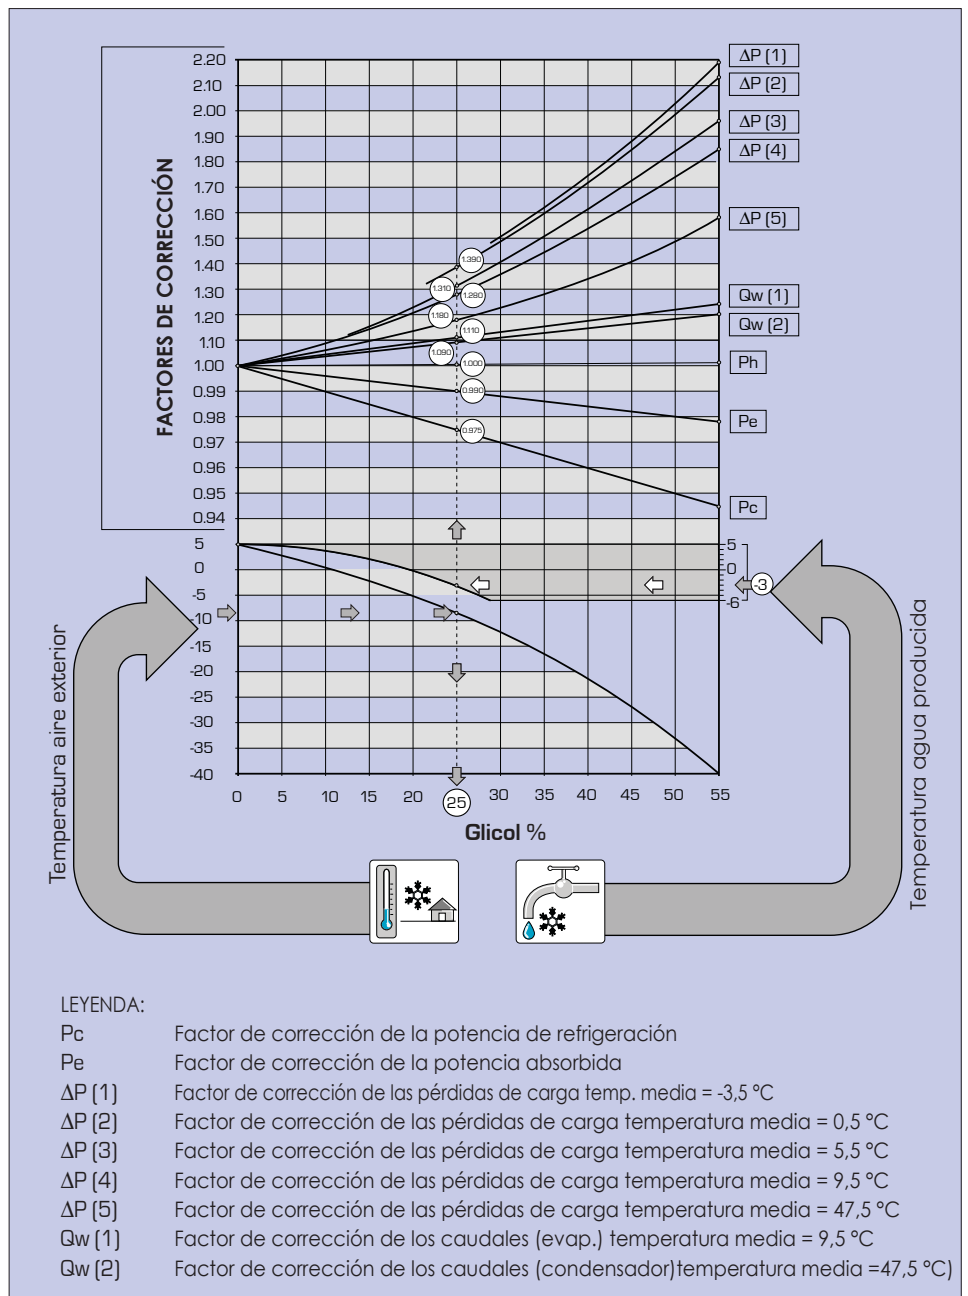 FACTORES DE CORRECCIÓN
2.20
2.10
2.00
1.90
1.80
1.70
1.60
1.50
1.40
1.30
1.20
1.10
1.00
0.99
0.98
0.97
0.96
0.95
0.94
ΔP (1)
ΔP (2)
ΔP (3)
ΔP (4)
ΔP (5)
Qw (1)
Qw (2)
Ph
Pe
Pc
1.390
1.310
1.280
1.180
1.110
1.090
1.000
0.990
0.975
5
0
-5
-10
-15
-20
-25
-30
-35
-40
5
0
-6
-3
0 5 10 15 20 25 30 35 40 45 50 55
Glicol %
Temperatura aire exterior
Temperatura agua producida
LEYENDA:
Pc Factor de corrección de la potencia de refrigeración
Pe Factor de corrección de la potencia absorbida
ΔP (1) Factor de corrección de las pérdidas de carga temp. media = -3,5 ºC
ΔP (2) Factor de corrección de las pérdidas de carga temperatura media = 0,5 ºC
ΔP (3) Factor de corrección de las pérdidas de carga temperatura media = 5,5 ºC
ΔP (4) Factor de corrección de las pérdidas de carga temperatura media = 9,5 ºC
ΔP (5) Factor de corrección de las pérdidas de carga temperatura media = 47,5 ºC
Qw (1) Factor de corrección de los caudales (evap.) temperatura media = 9,5 ºC
Qw (2) Factor de corrección de los caudales (condensador)temperatura media =47,5 ºC)